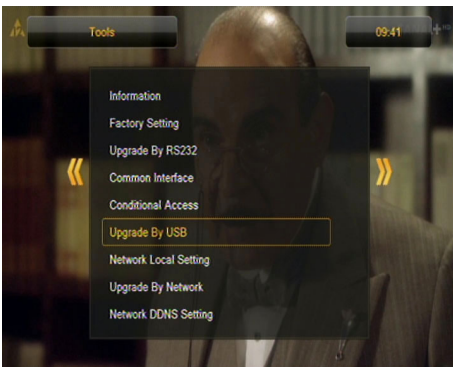 Tools
09:41
Information
Factory Setting
Upgrade By RS232
Common Interface
Conditional Access
Upgrade By USB
Network Local Setting
Upgrade By Network
Network DDNS Setting